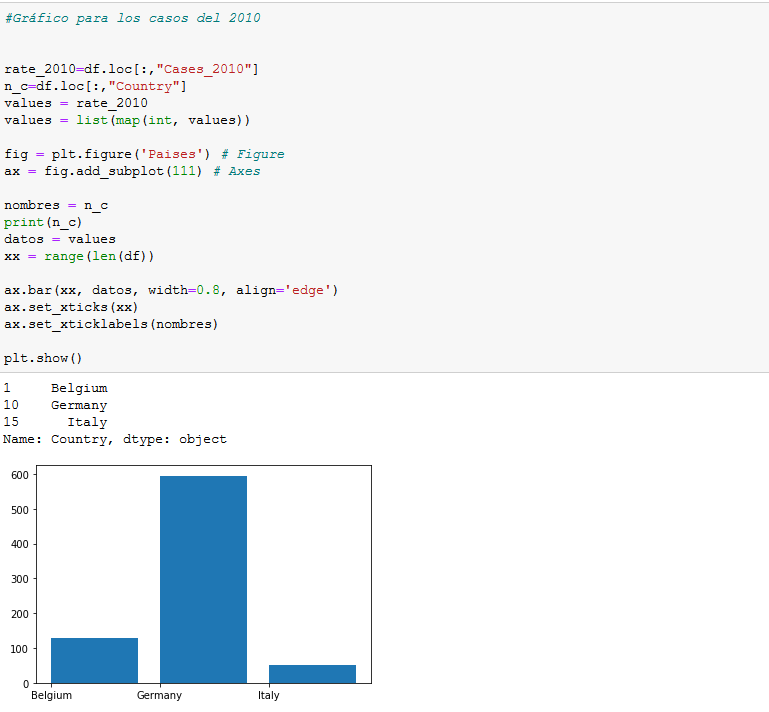 #Gráfico para los casos del 2010
rate_2010=df.loc[:,"Cases_2010"]
n_c=df.loc[:,"Country"]
values = rate_2010
values = list(map(int, values))
fig = plt.figure('Paises') # Figure
ax = fig.add_subplot(111) # Axes
nombres = n_c
print(n_c)
datos = values
xx = range(len(df))
ax.bar(xx, datos, width=0.8, align='edge')
ax.set_xticks(xx)
ax.set_xticklabels(nombres)
plt.show()
1     Belgium
10    Germany
15      Italy
Name: Country, dtype: object
600
500
400
300
200
100
0
Belgium Germany Italy